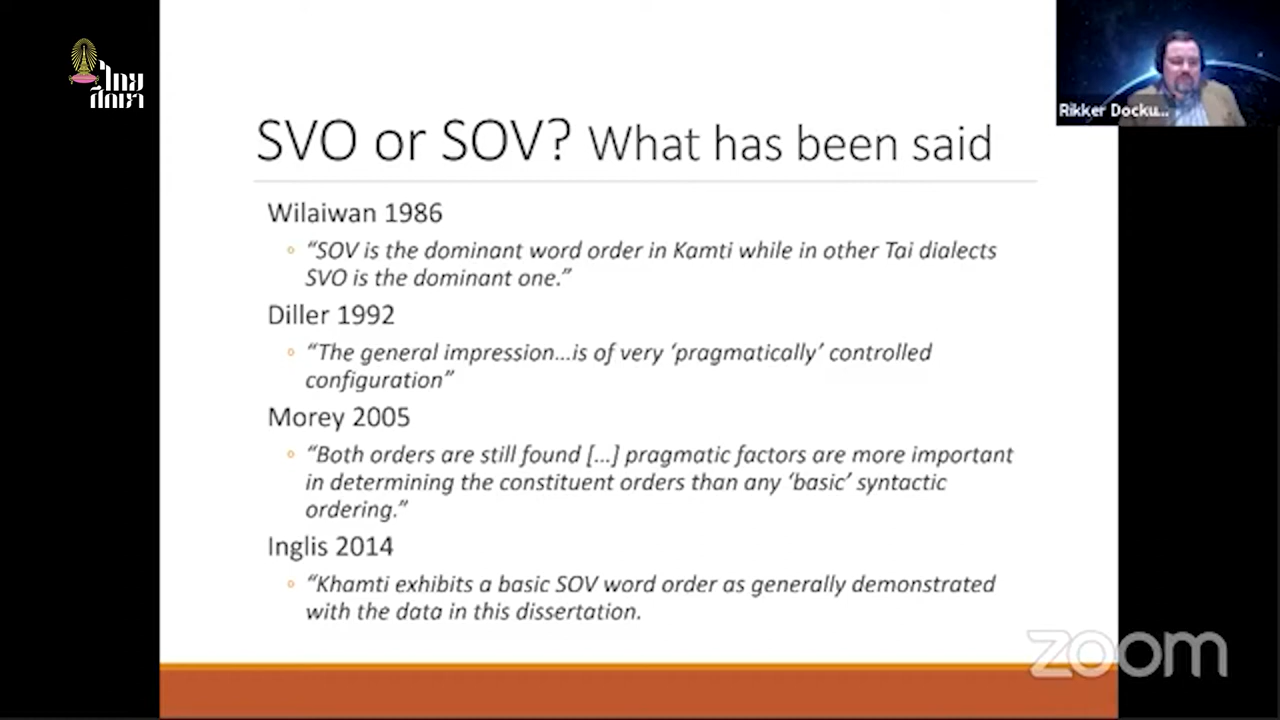 ไทย
ศึกษา
Rikker Docku...
SVO or SOV? What has been said
Wilaiwan 1986
◦ “SOV is the dominant word order in Kamti while in other Tai dialects
SVO is the dominant one.”
Diller 1992
◦ “The general impression...is of very ‘pragmatically’ controlled
configuration”
Morey 2005
◦ “Both orders are still found [...] pragmatic factors are more important
in determining the constituent orders than any ‘basic’ syntactic
ordering.”
Inglis 2014
◦ “Khamti exhibits a basic SOV word order as generally demonstrated
with the data in this dissertation.
zoom